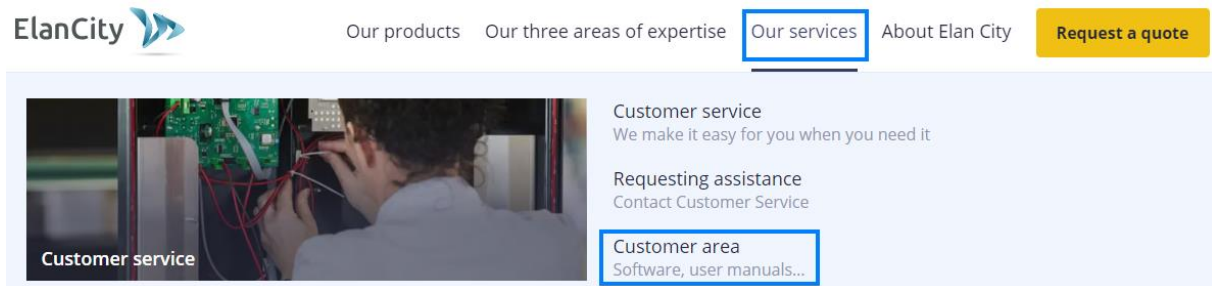 ElanCity
Our products Our three areas of expertise Our services About Elan City Request a quote
Customer service
We make it easy for you when you need it
Requesting assistance
Contact Customer Service
Customer area
Software, user manuals...
Customer service